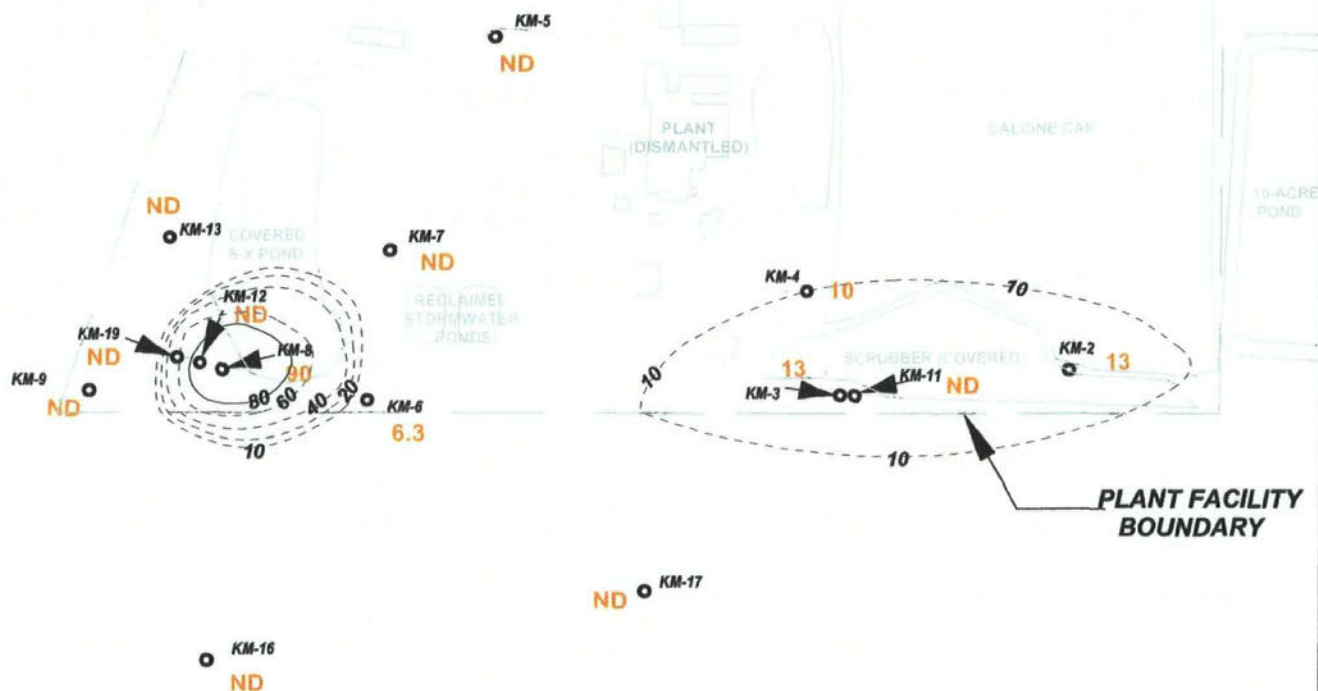 KM-5
ND
PLANT
(DISMANTLED)
CALCINE CAP
10-ACRE
POND
ND
KM-13
COVERED
S-X POND
KM-7
ND
KM-12
ND
RECLAIMED
STORMWATER
PONDS
KM-4
10
10
KM-19
ND
KM-8
90
KM-9
ND
80
60
40
20
10
KM-6
6.3
10
13
SCRUBBER (COVERED)
KM-3
KM-11
ND
KM-2
13
10
PLANT FACILITY
BOUNDARY
KM-17
ND
KM-16
ND